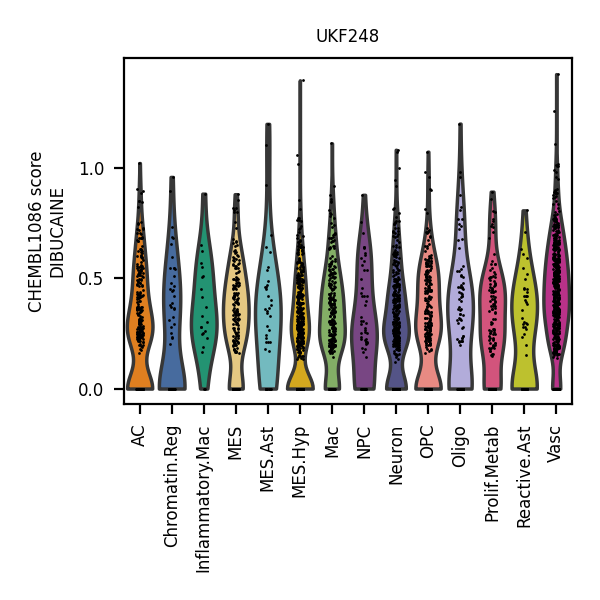 UKF248
CHEMBL1086 score
DIBUCAINE
1.0
0.5
0.0
AC
Chromatin.Reg
Inflammatory.Mac
MES
MES.Ast
MES.Hyp
Mac
NPC
Neuron
OPC
Oligo
Prolif.Metab
Reactive.Ast
Vasc